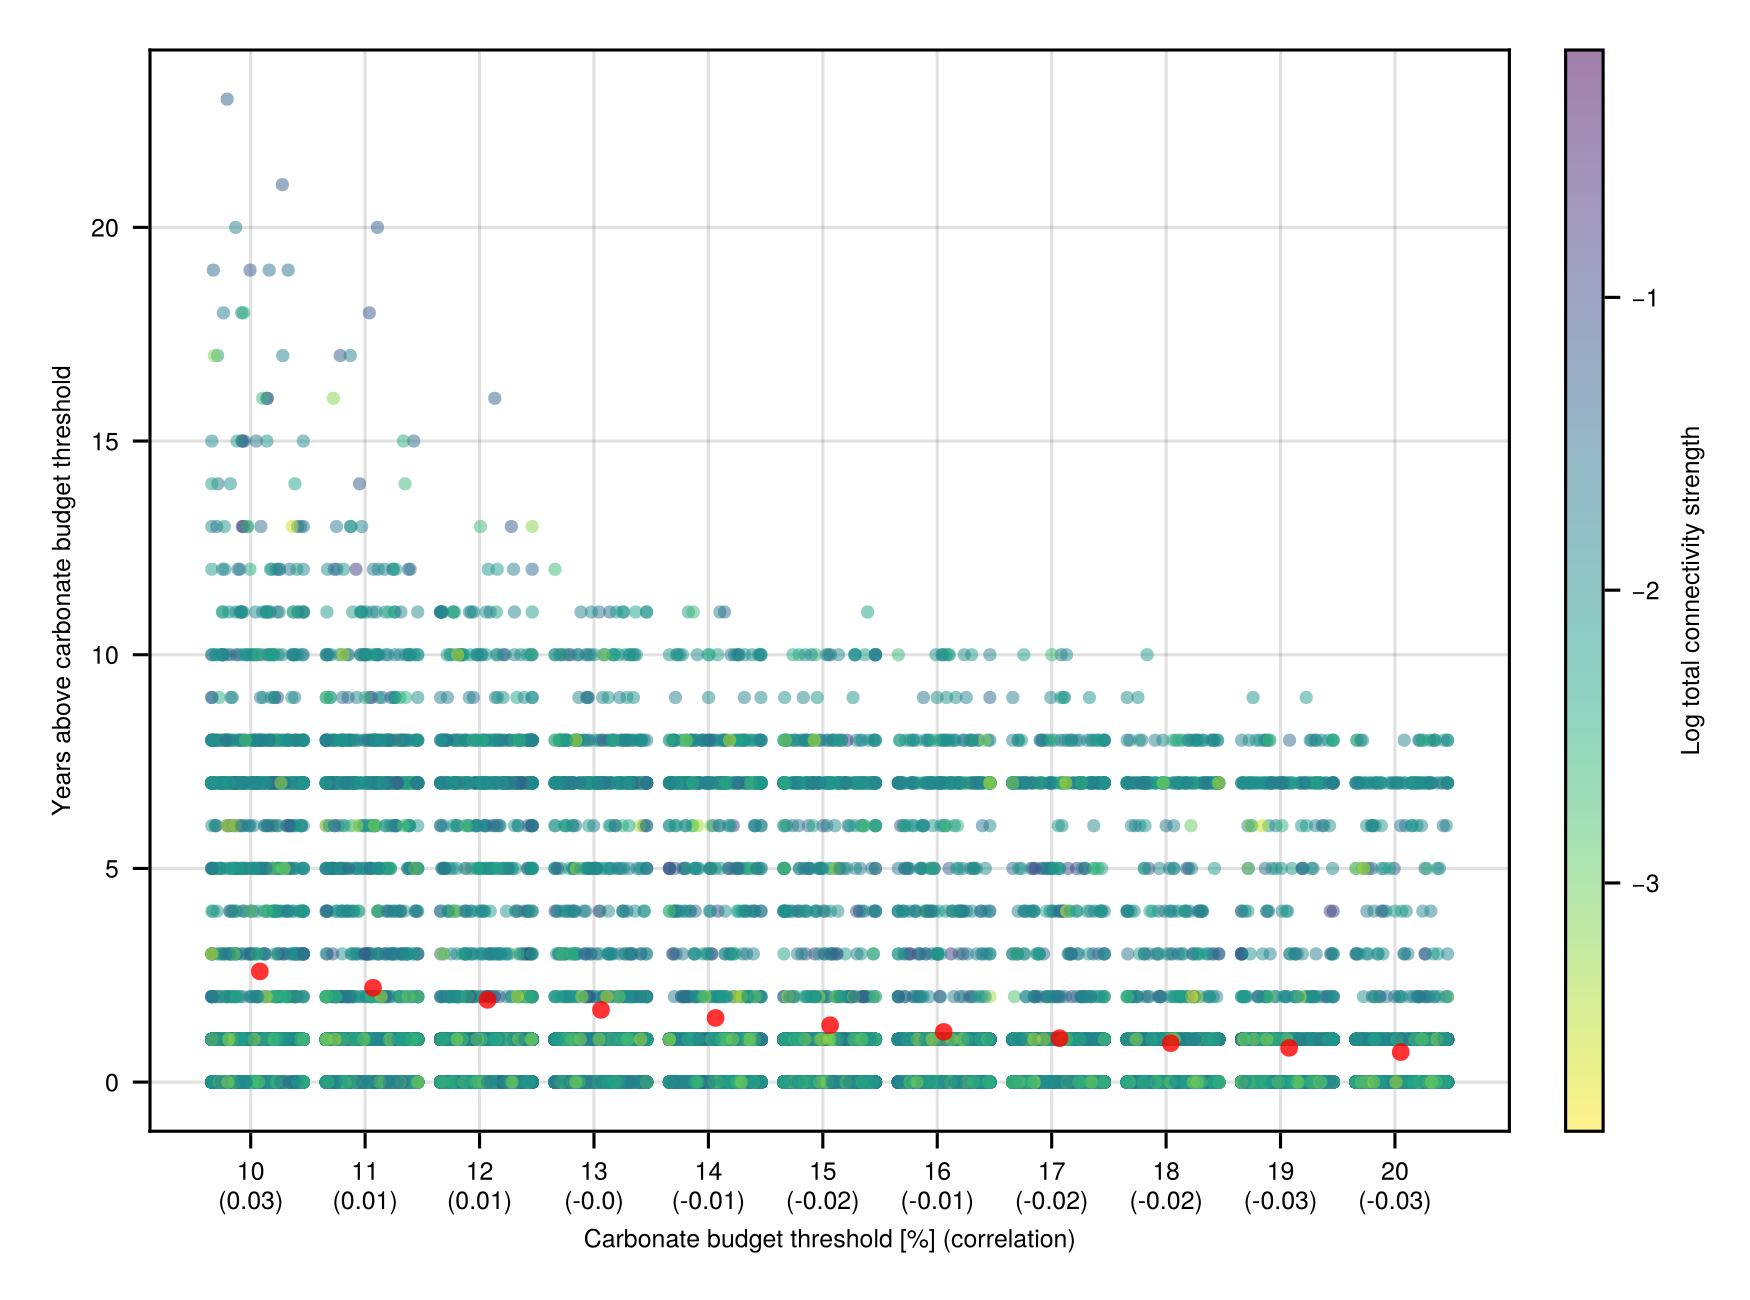 20
15
10
5
0
Years above carbonate budget threshold
10 11 12 13 14 15 16 17 18 19 20
(0.03) (0.01) (0.01) (-0.0) (-0.01) (-0.02) (-0.01) (-0.02) (-0.02) (-0.03) (-0.03)
Carbonate budget threshold [%] (correlation)
−1
−2
−3
Log total connectivity strength